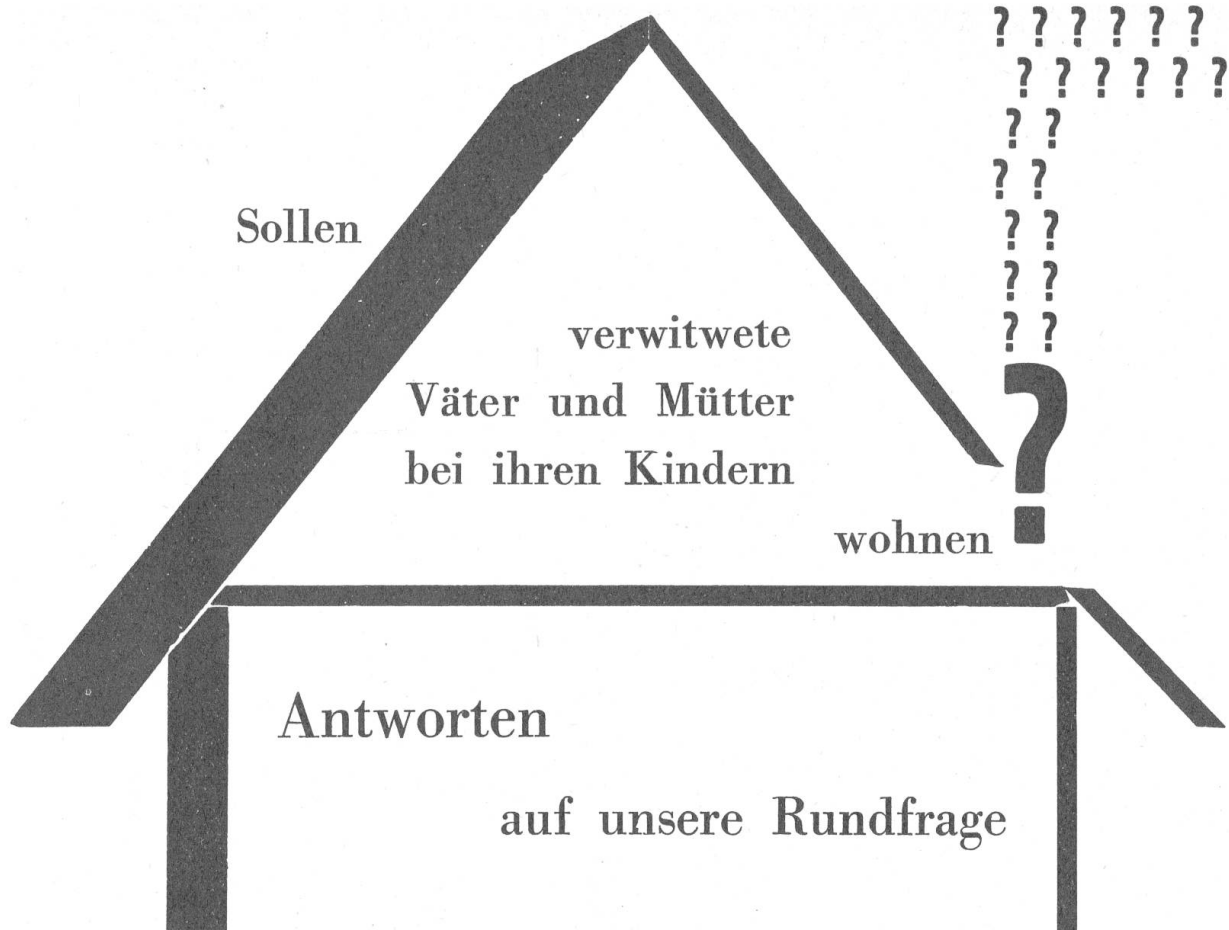 ? ? ? ? ? ?
? ? ? ? ? ?
? ?
? ?
? ?
? ?
? ?
Sollen
verwitwete
Väter und Mütter
bei ihren Kindern
wohnen ?
Antworten
auf unsere Rundfrage